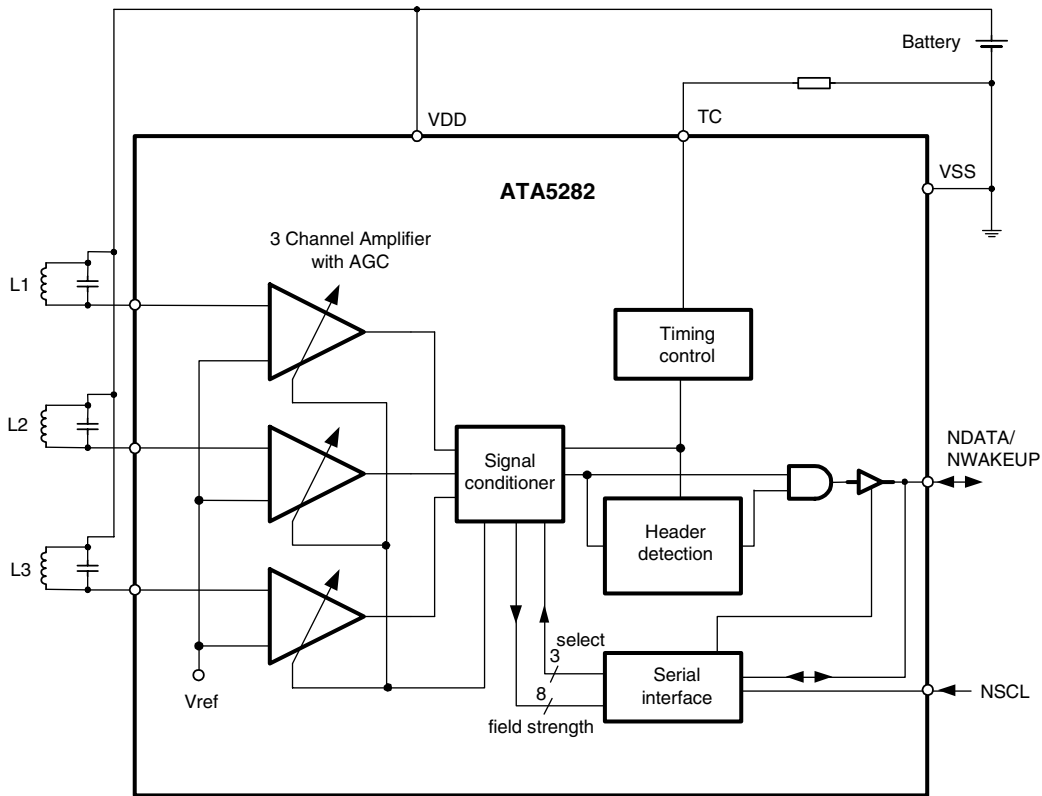 Battery
VDD
TC
VSS
ATA5282
3 Channel Amplifier
with AGC
L1
Timing
control
L2
Signal
conditioner
NDATA/
NWAKEUP
Header
detection
L3
select
3
Serial
interface
Vref
8
field strength
NSCL